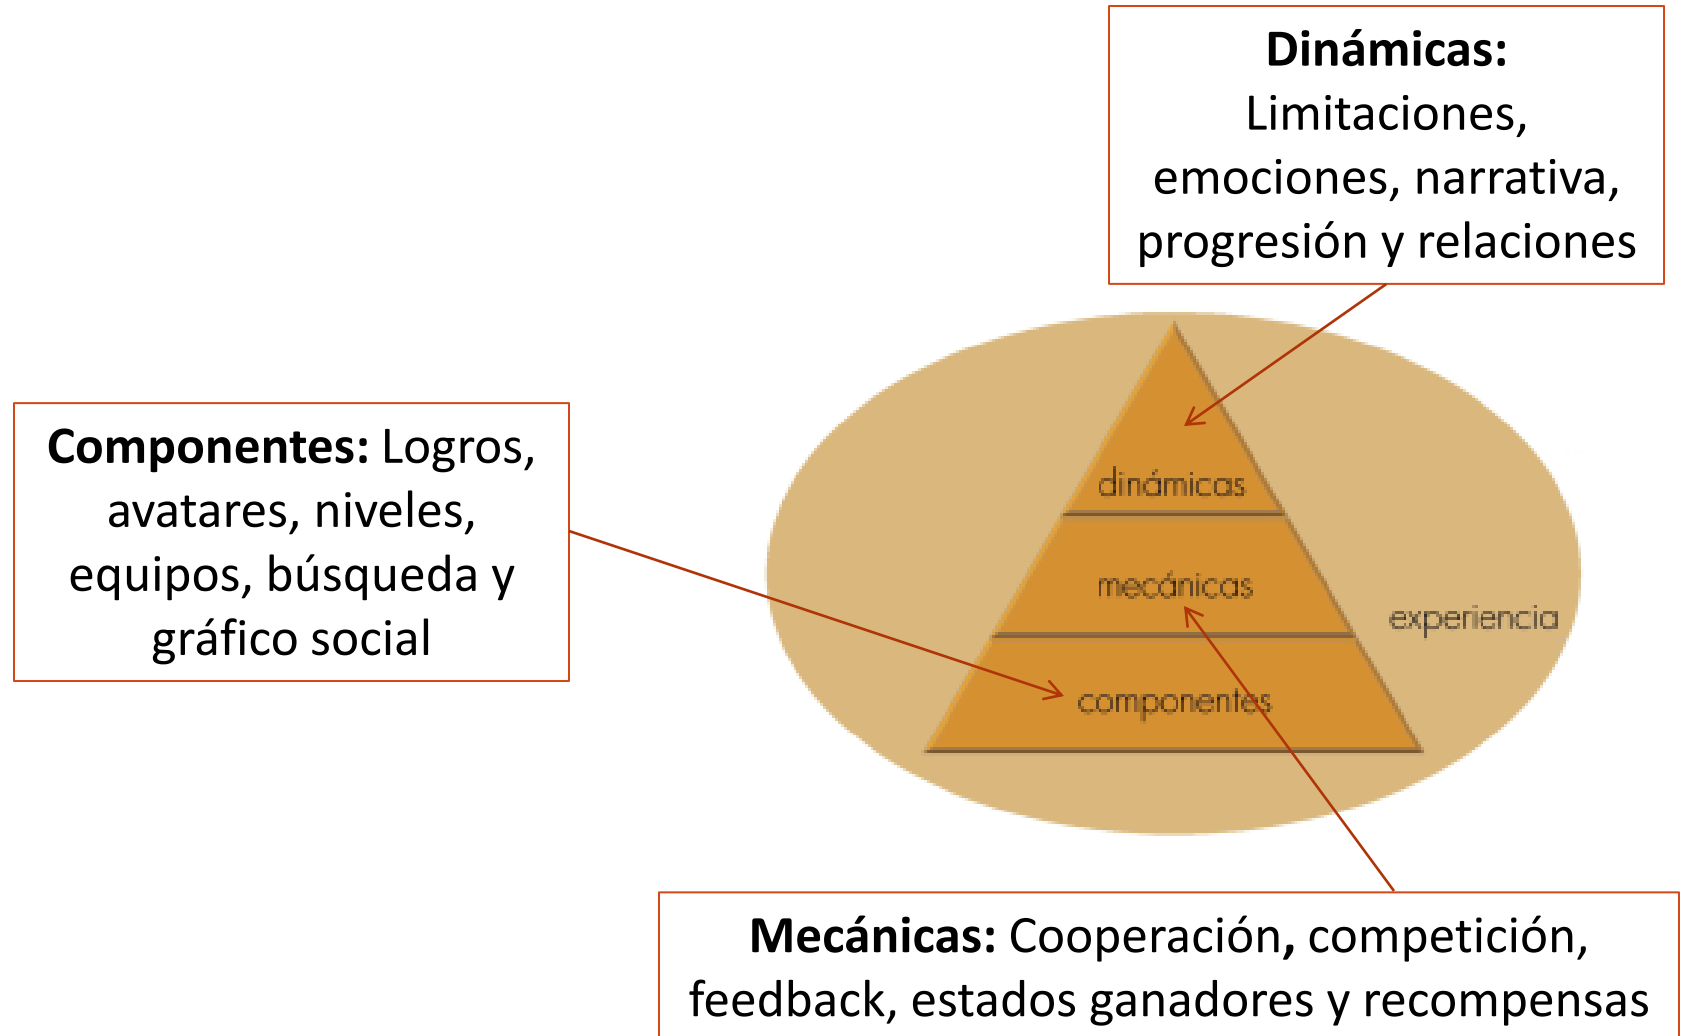 Dinámicas:
Limitaciones,
emociones, narrativa,
progresión y relaciones
Componentes: Logros,
avatares, niveles,
equipos, búsqueda y
gráfico social
dinámicas
mecánicas
experiencia
componentes
Mecánicas: Cooperación, competición,
feedback, estados ganadores y recompensas